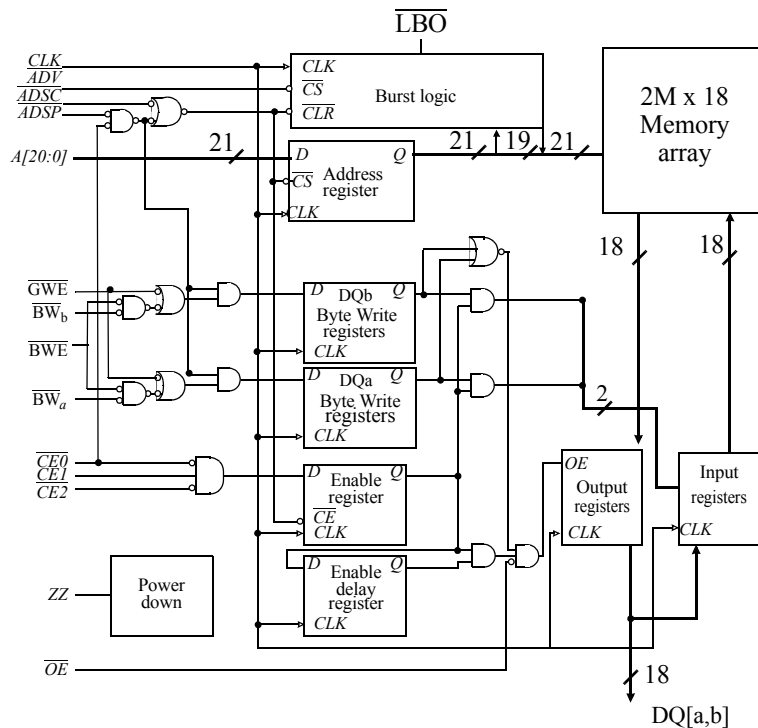 LBO
CLK
ADV
ADSC
ADSP
CLK
CS
CLR
Burst logic
2M x 18
Memory
array
A[20:0]
21
D
Q
Address
register
CS
CLK
21
19
21
18
18
GWE
BWb
BWE
BWa
D
DQb
Q
Byte Write
registers
CLK
D
DQa
Q
Byte Write
registers
CLK
2
CE0
CE1
CE2
D
Enable
Q
register
CE
CLK
OE
Output
registers
CLK
Input
registers
CLK
D
Enable
Q
delay
register
CLK
ZZ
Power
down
OE
18
DQ[a,b]